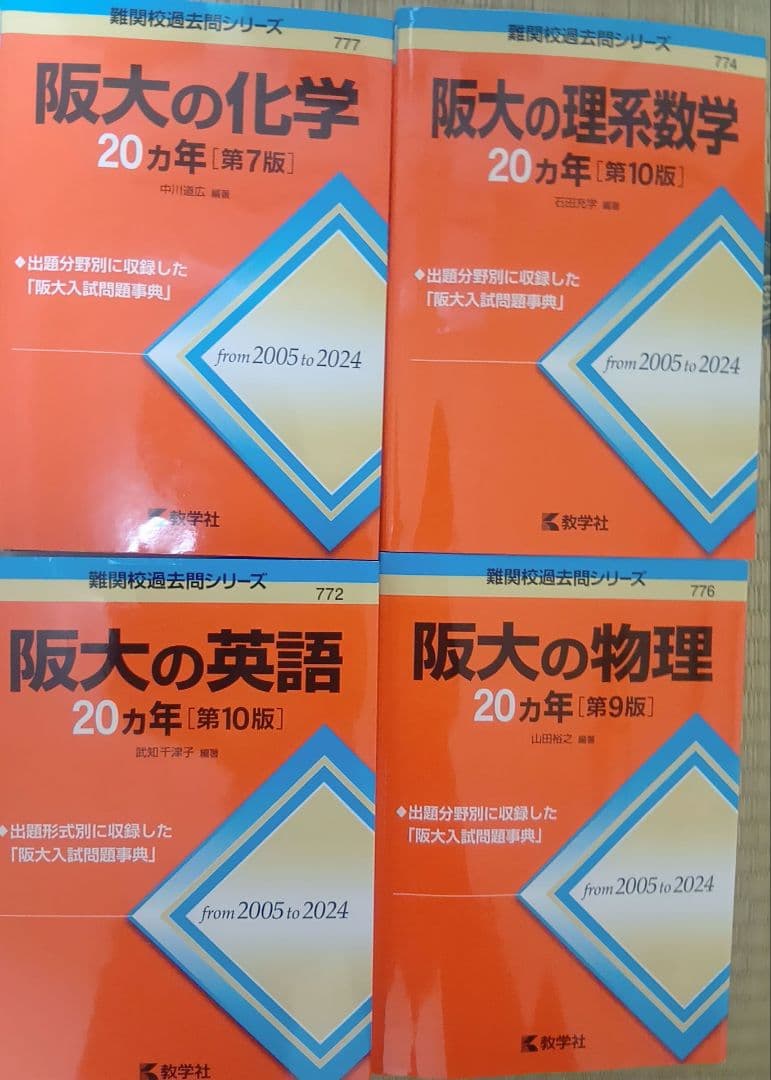 難関校過去問シリーズ
777
阪大の化学
20ヵ年[第7版]
中川道広 編著
◆出題分野別に収録した
「阪大入試問題事典」
from 2005 to 2024
教学社
難関校過去問シリーズ
774
阪大の理系数学
20ヵ年[第10版]
石田充学 編著
◆出題分野別に収録した
「阪大入試問題事典」
from 2005 to 2024
教学社
難関校過去問シリーズ
772
阪大の英語
20ヵ年[第10版]
武知千津子 編著
◆出題形式別に収録した
「阪大入試問題事典」
from 2005 to 2024
教学社
難関校過去問シリーズ
776
阪大の物理
20ヵ年[第9版]
山田裕之 編著
◆出題分野別に収録した
「阪大入試問題事典」
from 2005 to 2024
教学社